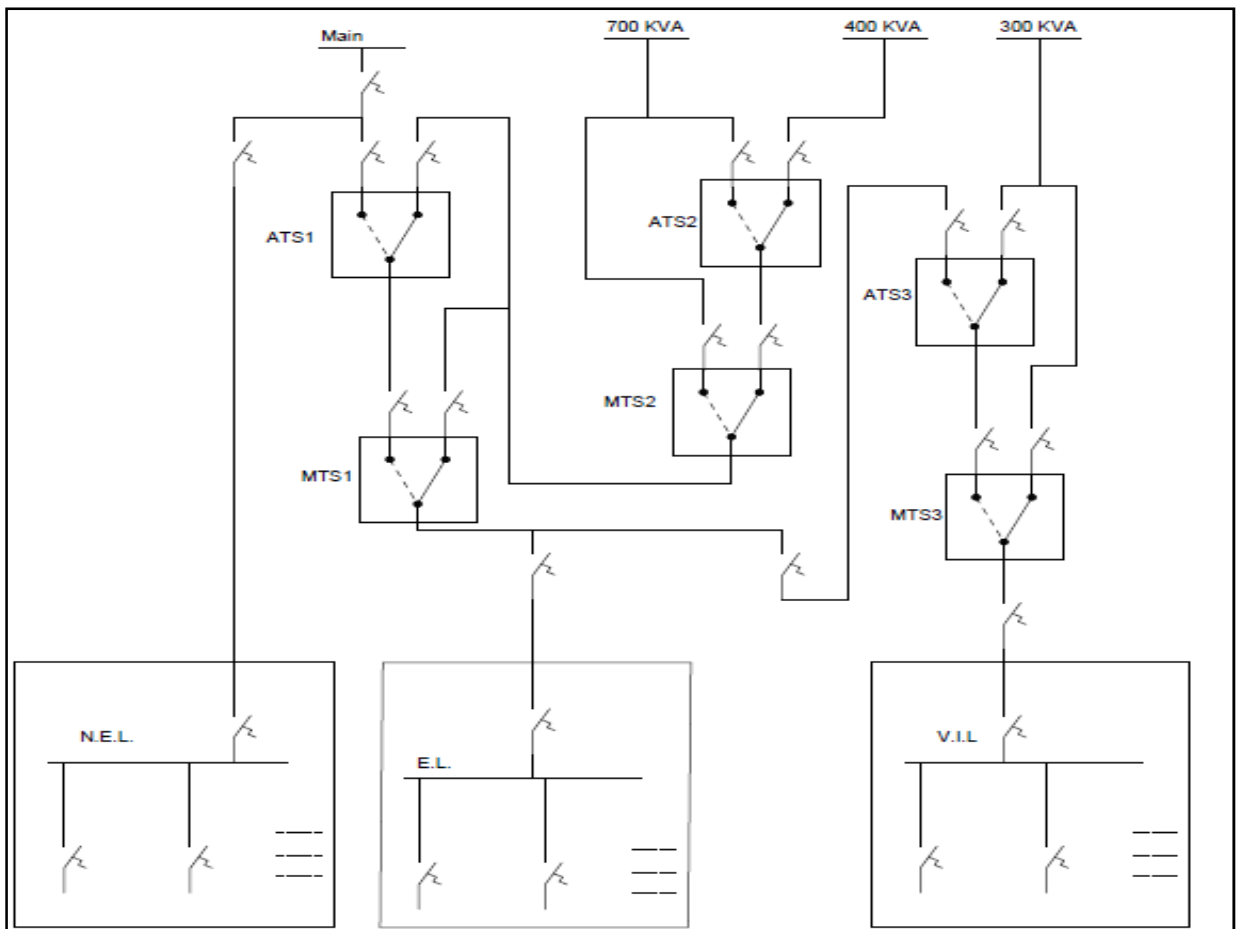 Main
700 KVA
400 KVA
300 KVA
ATS1
ATS2
ATS3
MTS2
MTS1
MTS3
N.E.L.
E.L.
V.I.L